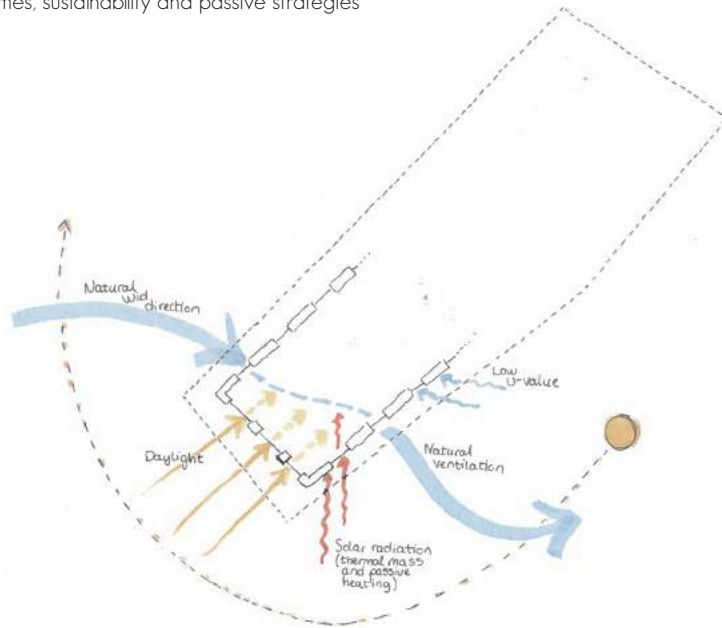 mes, sustainability and passive strategies
Natural
wid
direction
Low
U-value
Daylight
Natural
ventilation
Solar radiation
(thermal mass
and passive
heating)